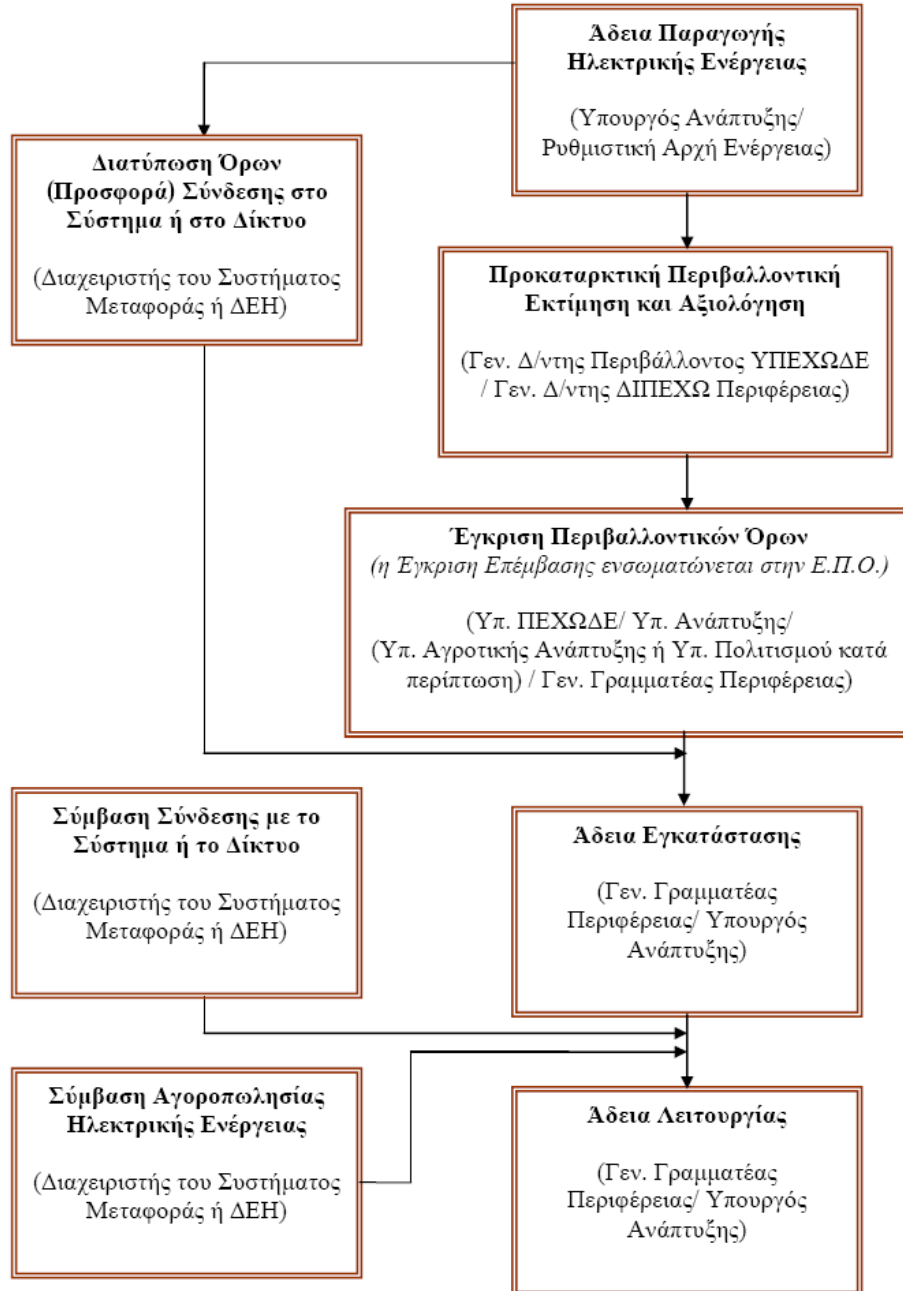 Άδεια Παραγωγής
Ηλεκτρικής Ενέργειας
(Υπουργός Ανάπτυξης/
Ρυθμιστική Αρχή Ενέργειας)
Διατύπωση Όρων
(Προσφορά) Σύνδεσης στο
Σύστημα ή στο Δίκτυο
(Διαχειριστής του Συστήματος
Μεταφοράς ή ΔΕΗ)
Προκαταρκτική Περιβαλλοντική
Εκτίμηση και Αξιολόγηση
(Γεν. Δ/ντης Περιβάλλοντος ΥΠΕΧΩΔΕ
/ Γεν. Δ/ντης ΔΙΠΕΧΩ Περιφέρειας)
Έγκριση Περιβαλλοντικών Όρων
(η Έγκριση Επέμβασης ενσωματώνεται στην Ε.Π.Ο.)
(Υπ. ΠΕΧΩΔΕ/ Υπ. Ανάπτυξης/
(Υπ. Αγροτικής Ανάπτυξης ή Υπ. Πολιτισμού κατά
περίπτωση) / Γεν. Γραμματέας Περιφέρειας)
Σύμβαση Σύνδεσης με το
Σύστημα ή το Δίκτυο
(Διαχειριστής του Συστήματος
Μεταφοράς ή ΔΕΗ)
Άδεια Εγκατάστασης
(Γεν. Γραμματέας
Περιφέρειας/ Υπουργός
Ανάπτυξης)
Σύμβαση Αγοροπωλησίας
Ηλεκτρικής Ενέργειας
(Διαχειριστής του Συστήματος
Μεταφοράς ή ΔΕΗ)
Άδεια Λειτουργίας
(Γεν. Γραμματέας
Περιφέρειας/ Υπουργός
Ανάπτυξης)